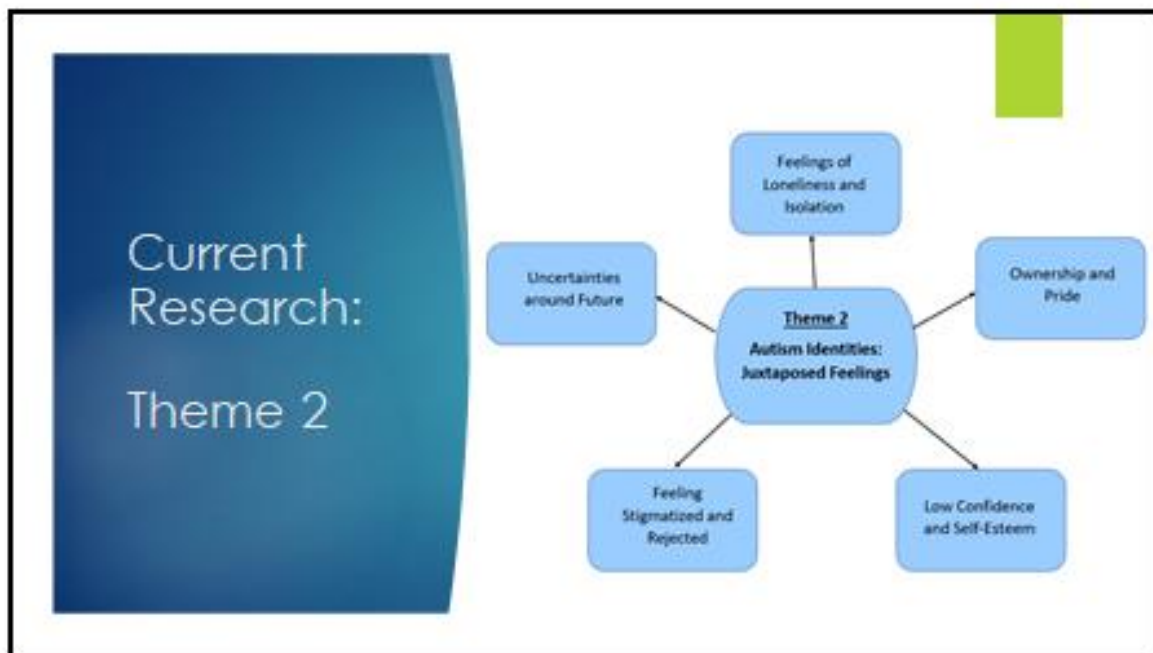 Current
Research:
Theme 2
Feelings of
Loneliness and
Isolation
Uncertainties
around Future
Ownership and
Pride
Theme 2
Autism Identities:
Juxtaposed Feelings
Feeling
Stigmatized and
Rejected
Low Confidence
and Self-Esteem